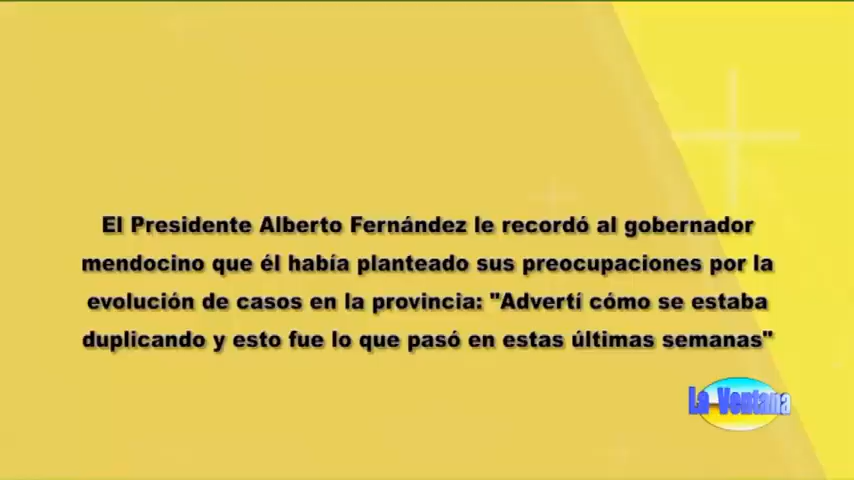 El Presidente Alberto Fernández le recordó al gobernador
mendocino que él había planteado sus preocupaciones por la
evolución de casos en la provincia: "Advertí cómo se estaba
duplicando y esto fue lo que pasó en estas últimas semanas"
La Ventana